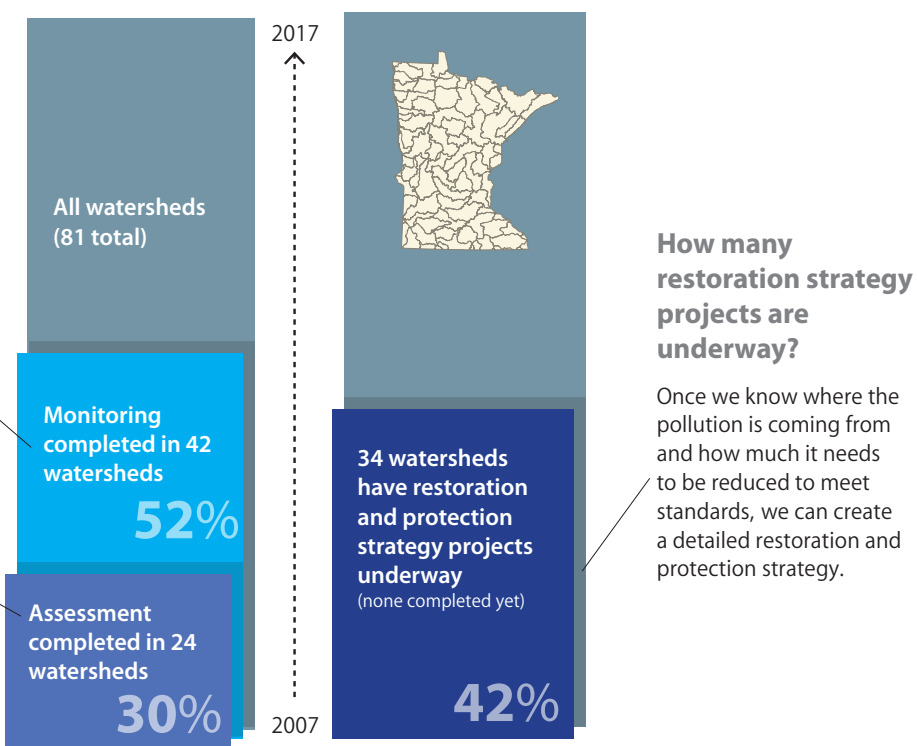 All watersheds
(81 total)
Monitoring
completed in 42
watersheds
52%
Assessment
completed in 24
watersheds
30%
2017
2007
34 watersheds
have restoration
and protection
strategy projects
underway
(none completed yet)
42%
How many
restoration strategy
projects are
underway?
Once we know where the
pollution is coming from
and how much it needs
to be reduced to meet
standards, we can create
a detailed restoration and
protection strategy.